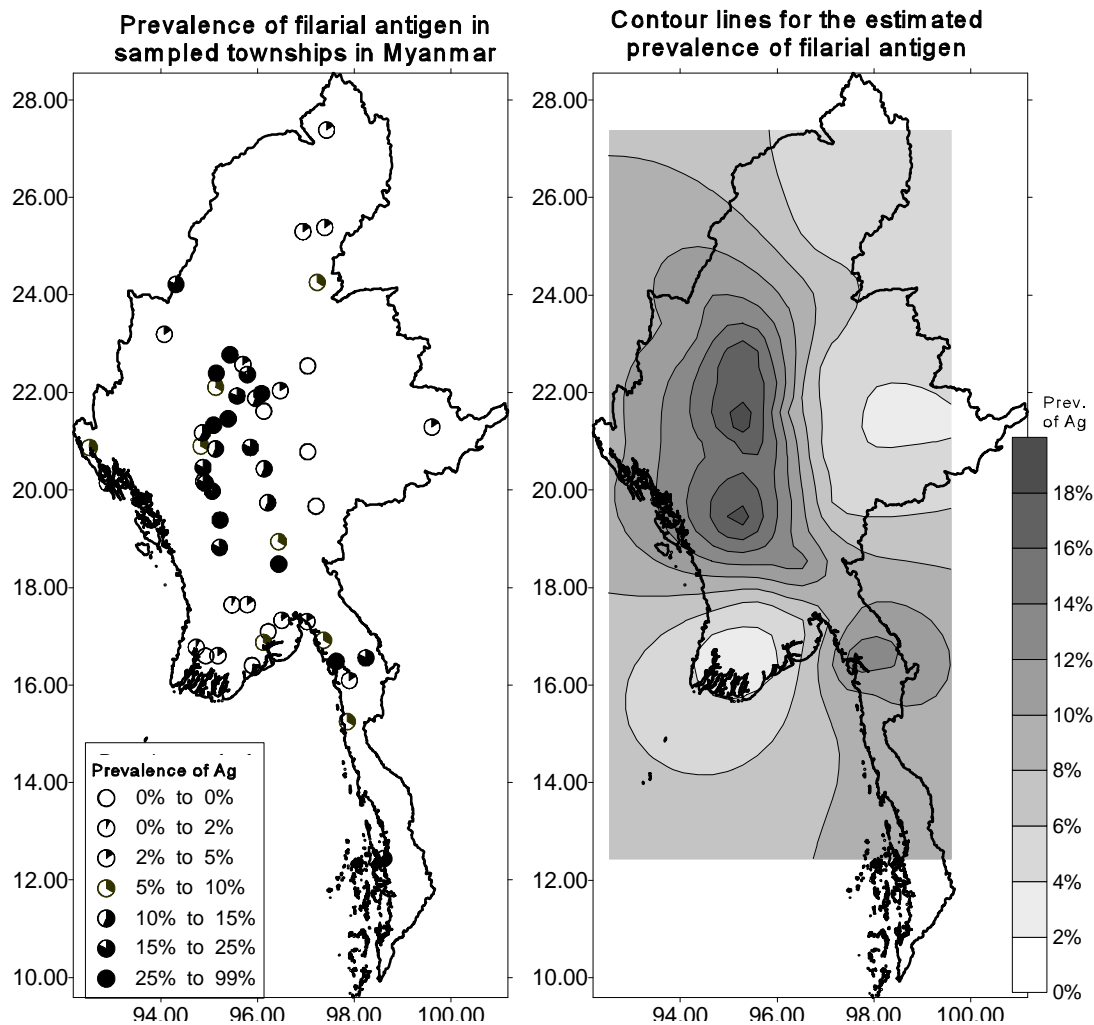 Prevalence of filarial antigen in
sampled townships in Myanmar
28.00
26.00
24.00
22.00
20.00
18.00
16.00
14.00
12.00
10.00
94.00 96.00 98.00 100.00
Prevalence of Ag
0% to 0%
0% to 2%
2% to 5%
5% to 10%
10% to 15%
15% to 25%
25% to 99%
Contour lines for the estimated
prevalence of filarial antigen
28.00
26.00
24.00
22.00
20.00
18.00
16.00
14.00
12.00
10.00
94.00 96.00 98.00 100.00
Prev.
of Ag
18%
16%
14%
12%
10%
8%
6%
4%
2%
0%